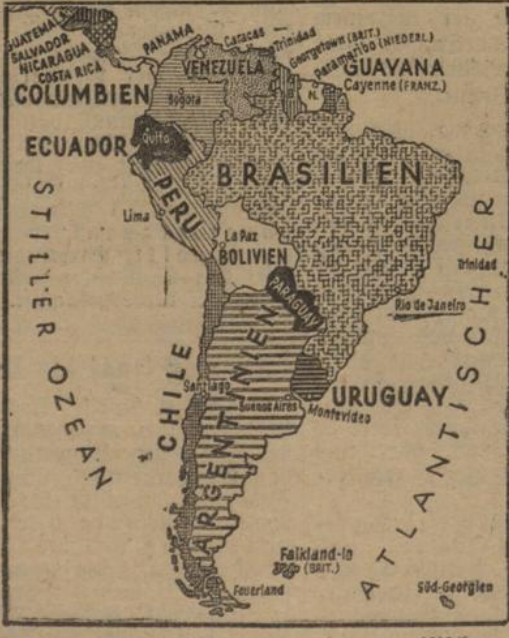 GUATEMALA
SALVADOR
NICARAGUA
COSTA RICA
PANAMA
Caracas
Trinidad
Georgetown (BRIT.)
Paramaribo (NIEDERL.)
VENEZUELA
GUAYANA
Cayenne (FRANZ.)
N.
COLUMBIEN
Bogota
ECUADOR
Quito
BRASILIEN
PERU
Lima
La Paz
BOLIVIEN
PARAGUAY
Trinidad
Rio de Janeiro
STILLER OZEAN
CHILE
ARGENTINIEN
Santiago
Buenos Aires
URUGUAY
Montevideo
ATLANTISCHER
Falkland-In
(BRIT.)
Feuerland
Süd-Georgien